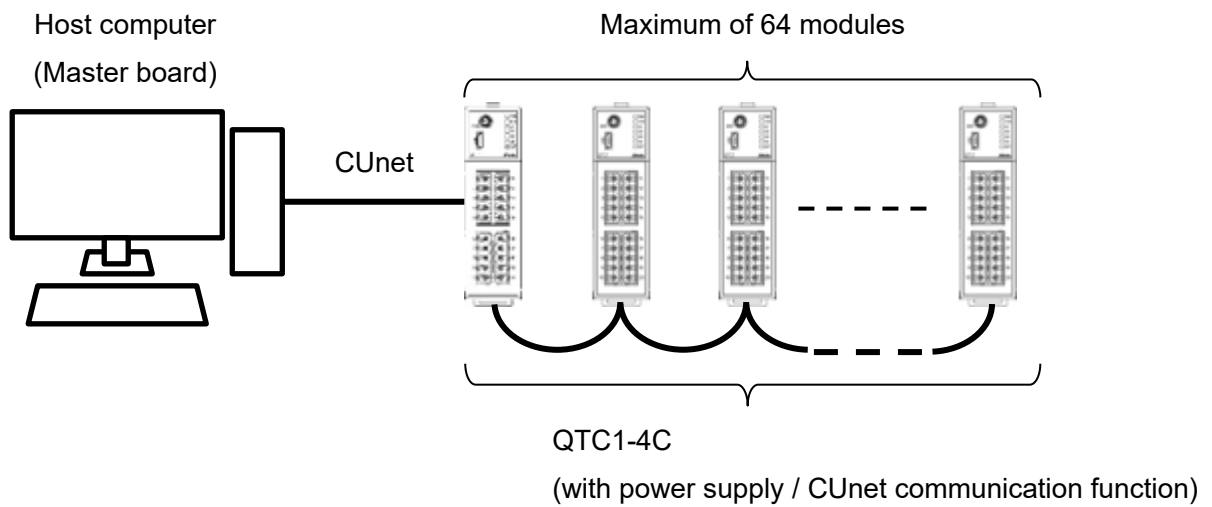 Host computer
(Master board)
Maximum of 64 modules
CUnet
QTC1-4C
(with power supply / CUnet communication function)